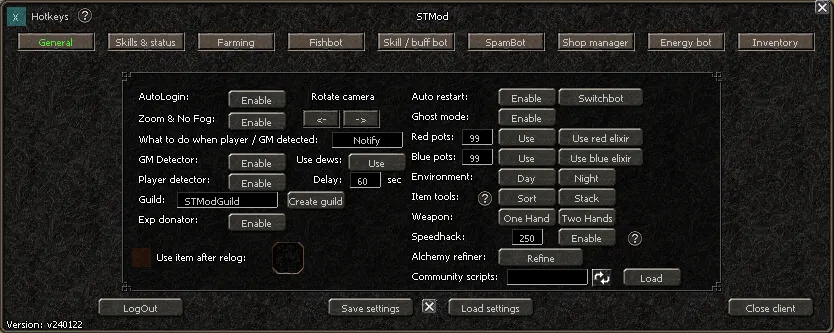 X Hotkeys ? STMod X
General Skills & status Farming Fishbot Skill / buff bot SpamBot Shop manager Energy bot Inventory
AutoLogin: Enable Rotate camera
Zoom & No Fog: Enable <- ->
What to do when player / GM detected: Notify
GM Detector: Enable Use dews: Use
Player detector: Enable Delay: 60 sec
Guild: STModGuild Create guild
Exp donator: Enable
Use item after relog:
Auto restart: Enable Switchbot
Ghost mode: Enable
Red pots: 99 Use Use red elixir
Blue pots: 99 Use Use blue elixir
Environment: Day Night
Item tools: ? Sort Stack
Weapon: One Hand Two Hands
Speedhack: 250 Enable ?
Alchemy refiner: Refine
Community scripts: Load
LogOut Save settings X Load settings Close client
Version: v240122